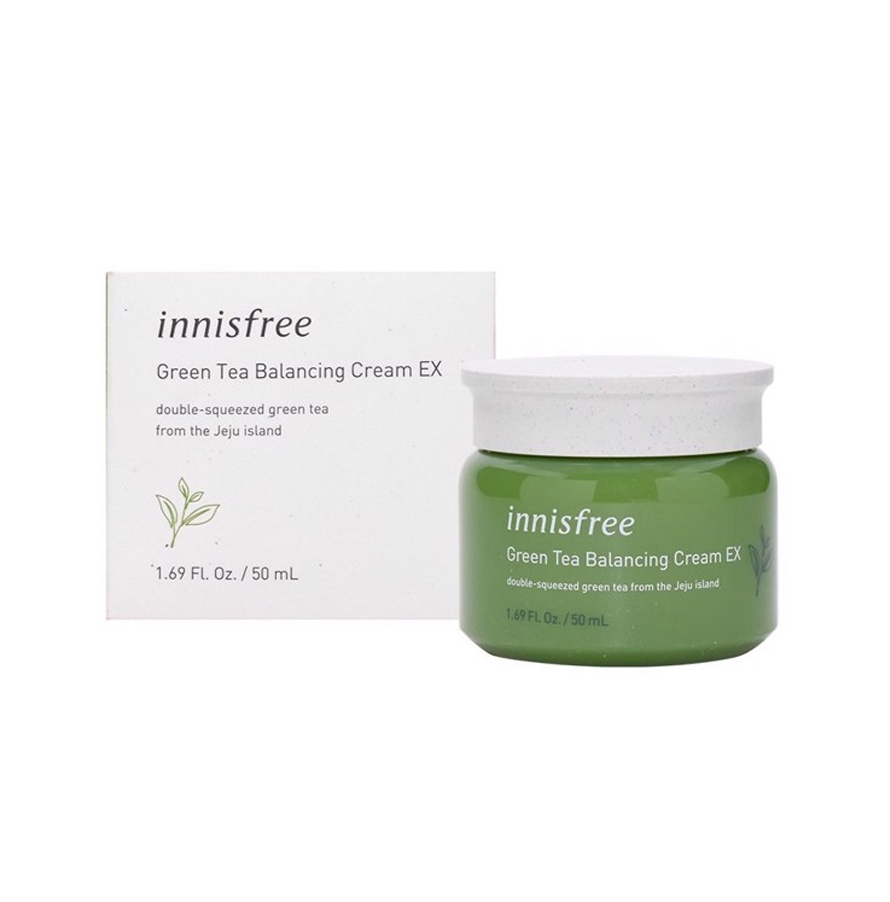 innisfree
Green Tea Balancing Cream EX
double-squeezed green tea
from the Jeju island
1.69 Fl. Oz. / 50 mL
innisfree
Green Tea Balancing Cream EX
double-squeezed green tea from the Jeju island
1.69 Fl. Oz. / 50 mL